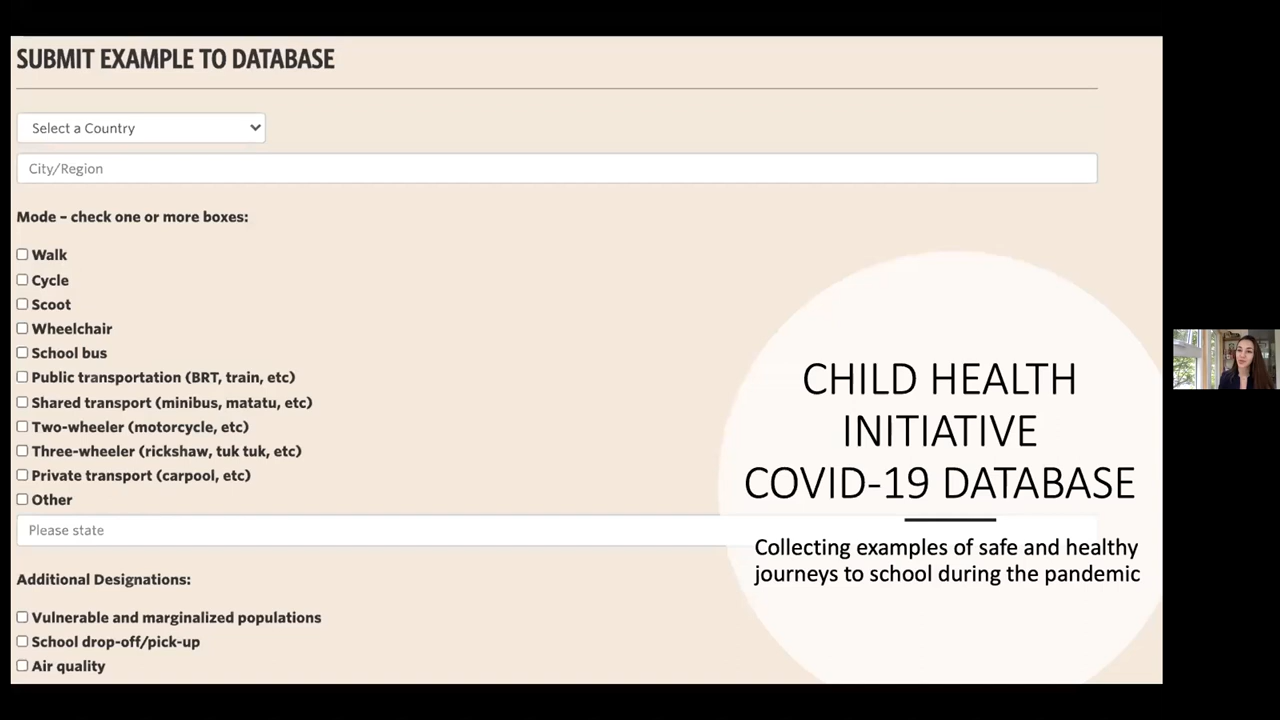 SUBMIT EXAMPLE TO DATABASE
Select a Country
City/Region
Mode – check one or more boxes:
Walk
Cycle
Scoot
Wheelchair
School bus
Public transportation (BRT, train, etc)
Shared transport (minibus, matatu, etc)
Two-wheeler (motorcycle, etc)
Three-wheeler (rickshaw, tuk tuk, etc)
Private transport (carpool, etc)
Other
Please state
Additional Designations:
Vulnerable and marginalized populations
School drop-off/pick-up
Air quality
CHILD HEALTH
INITIATIVE
COVID-19 DATABASE
Collecting examples of safe and healthy
journeys to school during the pandemic